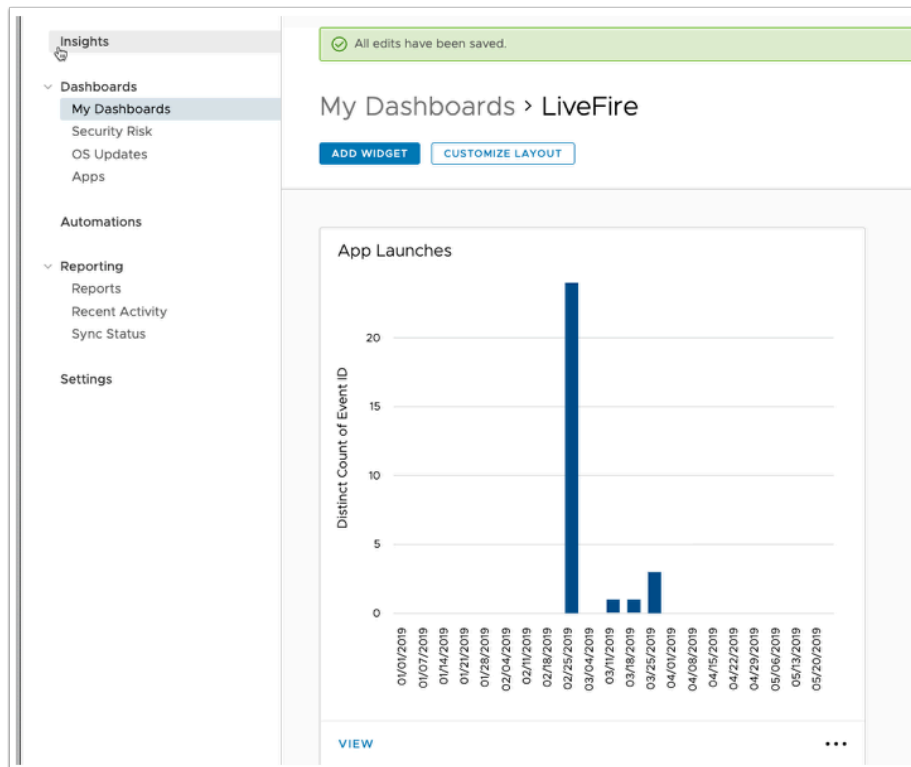 Insights
Dashboards
My Dashboards
Security Risk
OS Updates
Apps
Automations
Reporting
Reports
Recent Activity
Sync Status
Settings
All edits have been saved.
My Dashboards > LiveFire
ADD WIDGET CUSTOMIZE LAYOUT
App Launches
Distinct Count of Event ID
20
15
10
5
0
01/01/2019
01/07/2019
01/14/2019
01/21/2019
01/28/2019
02/04/2019
02/11/2019
02/18/2019
02/25/2019
03/04/2019
03/11/2019
03/18/2019
03/25/2019
04/01/2019
04/08/2019
04/15/2019
04/22/2019
04/29/2019
05/06/2019
05/13/2019
05/20/2019
VIEW